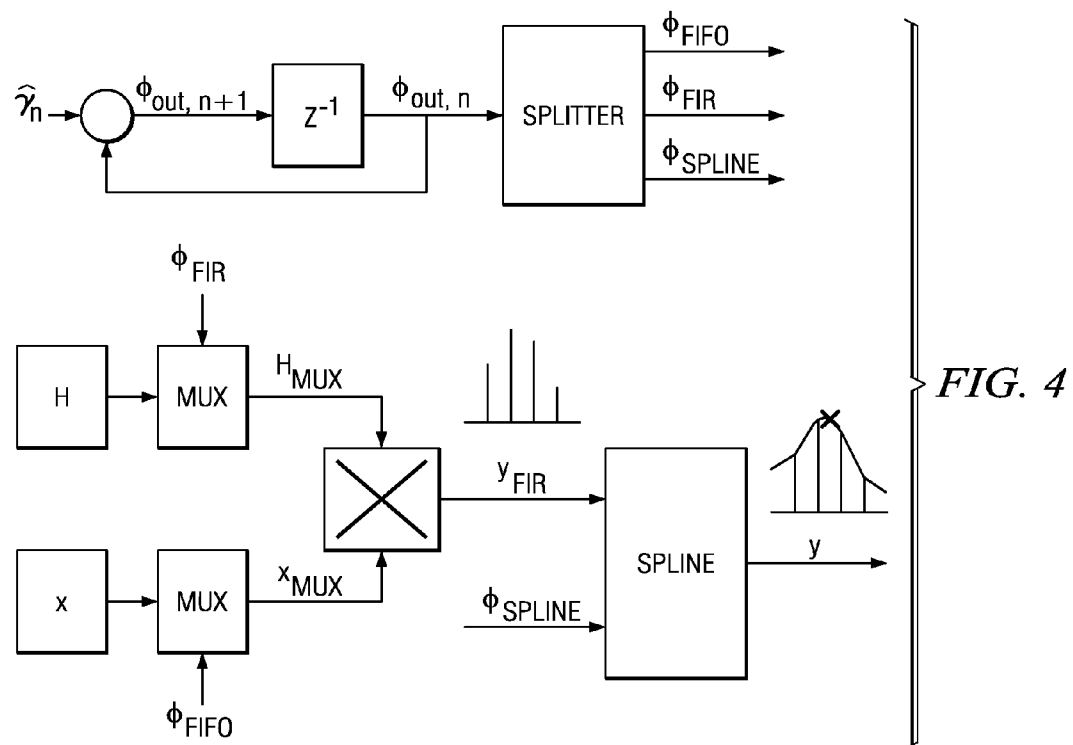 ϕFIFO
γ̂n
ϕout, n+1
z-1
ϕout, n
SPLITTER
ϕFIR
ϕSPLINE
ϕFIR
H
MUX
HMUX
FIG. 4
yFIR
x
MUX
xMUX
SPLINE
y
ϕSPLINE
ϕFIFO